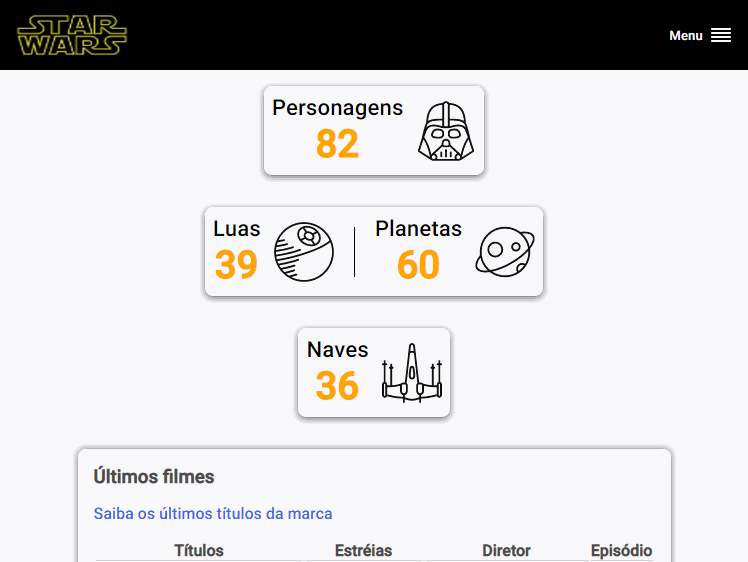 STAR
WARS
Menu
Personagens
82
Luas
39
Planetas
60
Naves
36
Últimos filmes
Saiba os últimos títulos da marca
Títulos Estréias Diretor Episódio